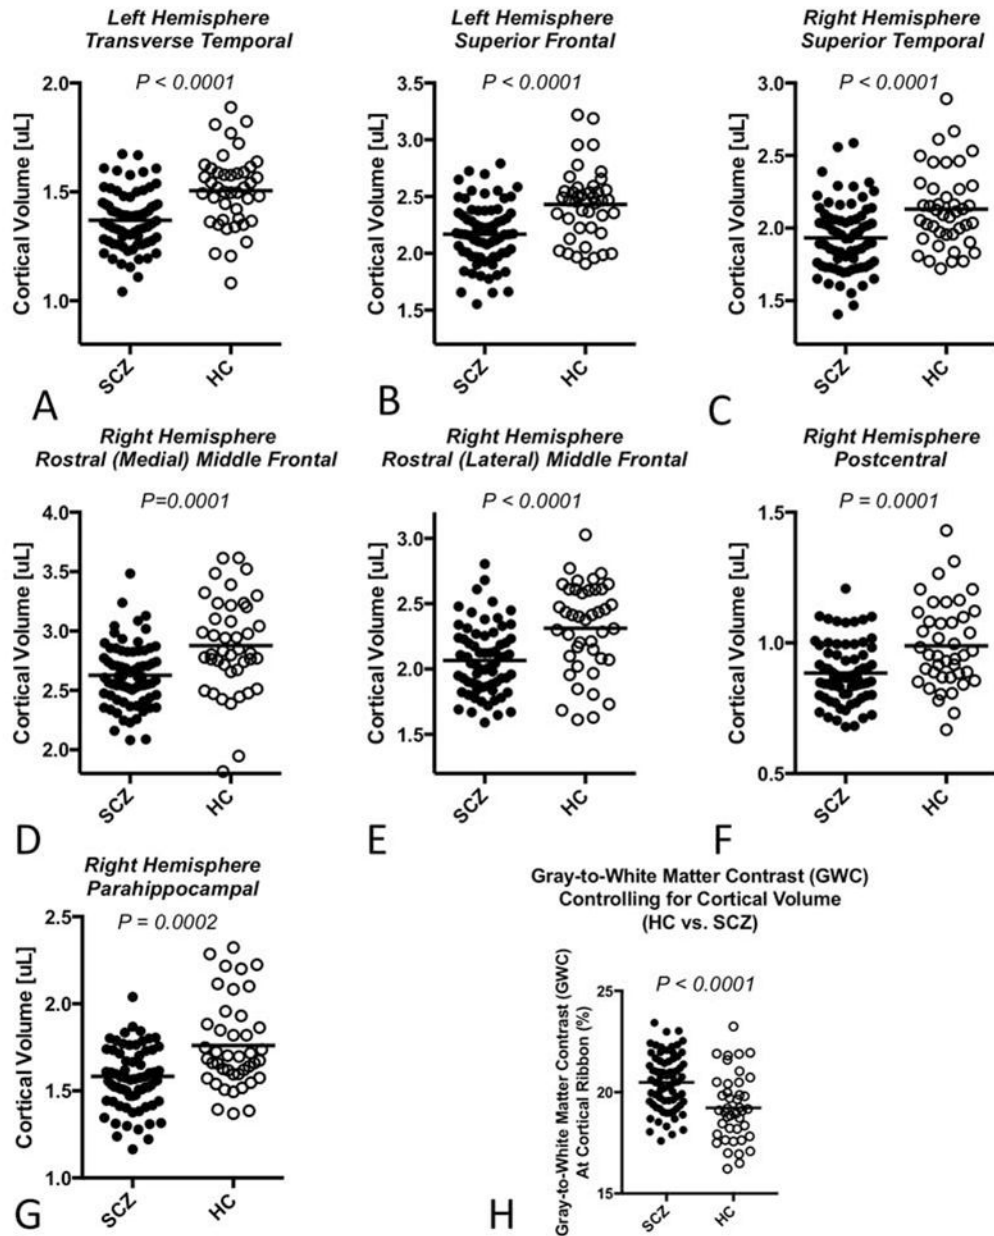 Left Hemisphere
Transverse Temporal
P < 0.0001
Cortical Volume [uL]
2.0
1.5
1.0
SCZ
HC
A
Left Hemisphere
Superior Frontal
P < 0.0001
Cortical Volume [uL]
3.5
3.0
2.5
2.0
1.5
SCZ
HC
B
Right Hemisphere
Superior Temporal
P < 0.0001
Cortical Volume [uL]
3.0
2.5
2.0
1.5
SCZ
HC
C
Right Hemisphere
Rostral (Medial) Middle Frontal
P=0.0001
Cortical Volume [uL]
4.0
3.5
3.0
2.5
2.0
SCZ
HC
D
Right Hemisphere
Rostral (Lateral) Middle Frontal
P < 0.0001
Cortical Volume [uL]
3.0
2.5
2.0
1.5
SCZ
HC
E
Right Hemisphere
Postcentral
P = 0.0001
Cortical Volume [uL]
1.5
1.0
0.5
SCZ
HC
F
Right Hemisphere
Parahippocampal
P = 0.0002
Cortical Volume [uL]
2.5
2.0
1.5
1.0
SCZ
HC
G
Gray-to-White Matter Contrast (GWC)
Controlling for Cortical Volume
(HC vs. SCZ)
P < 0.0001
Gray-to-White Matter Contrast (GWC)
At Cortical Ribbon (%)
25
20
15
SCZ
HC
H